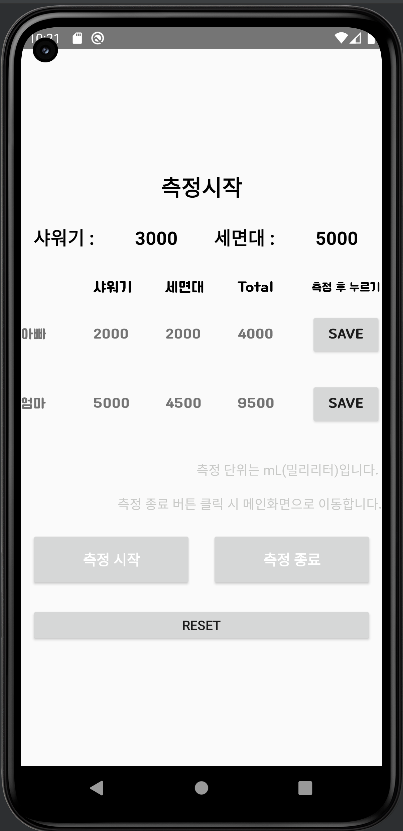 측정시작
샤워기 : 3000 세면대 : 5000
샤워기 세면대 Total 측정 후 누르기
아빠 2000 2000 4000 SAVE
엄마 5000 4500 9500 SAVE
측정 단위는 mL(밀리리터)입니다.
측정 종료 버튼 클릭 시 메인화면으로 이동합니다.
측정 시작 측정 종료
RESET